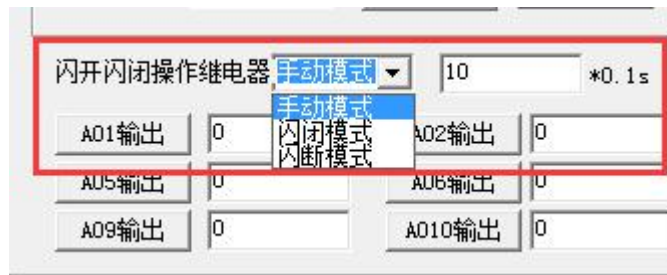 闪开闪闭操作继电器 手动模式 10 *0.1s
手动模式
闪闭模式
闪断模式
A01输出 0 A02输出 0
A05输出 0 A06输出 0
A09输出 0 A010输出 0